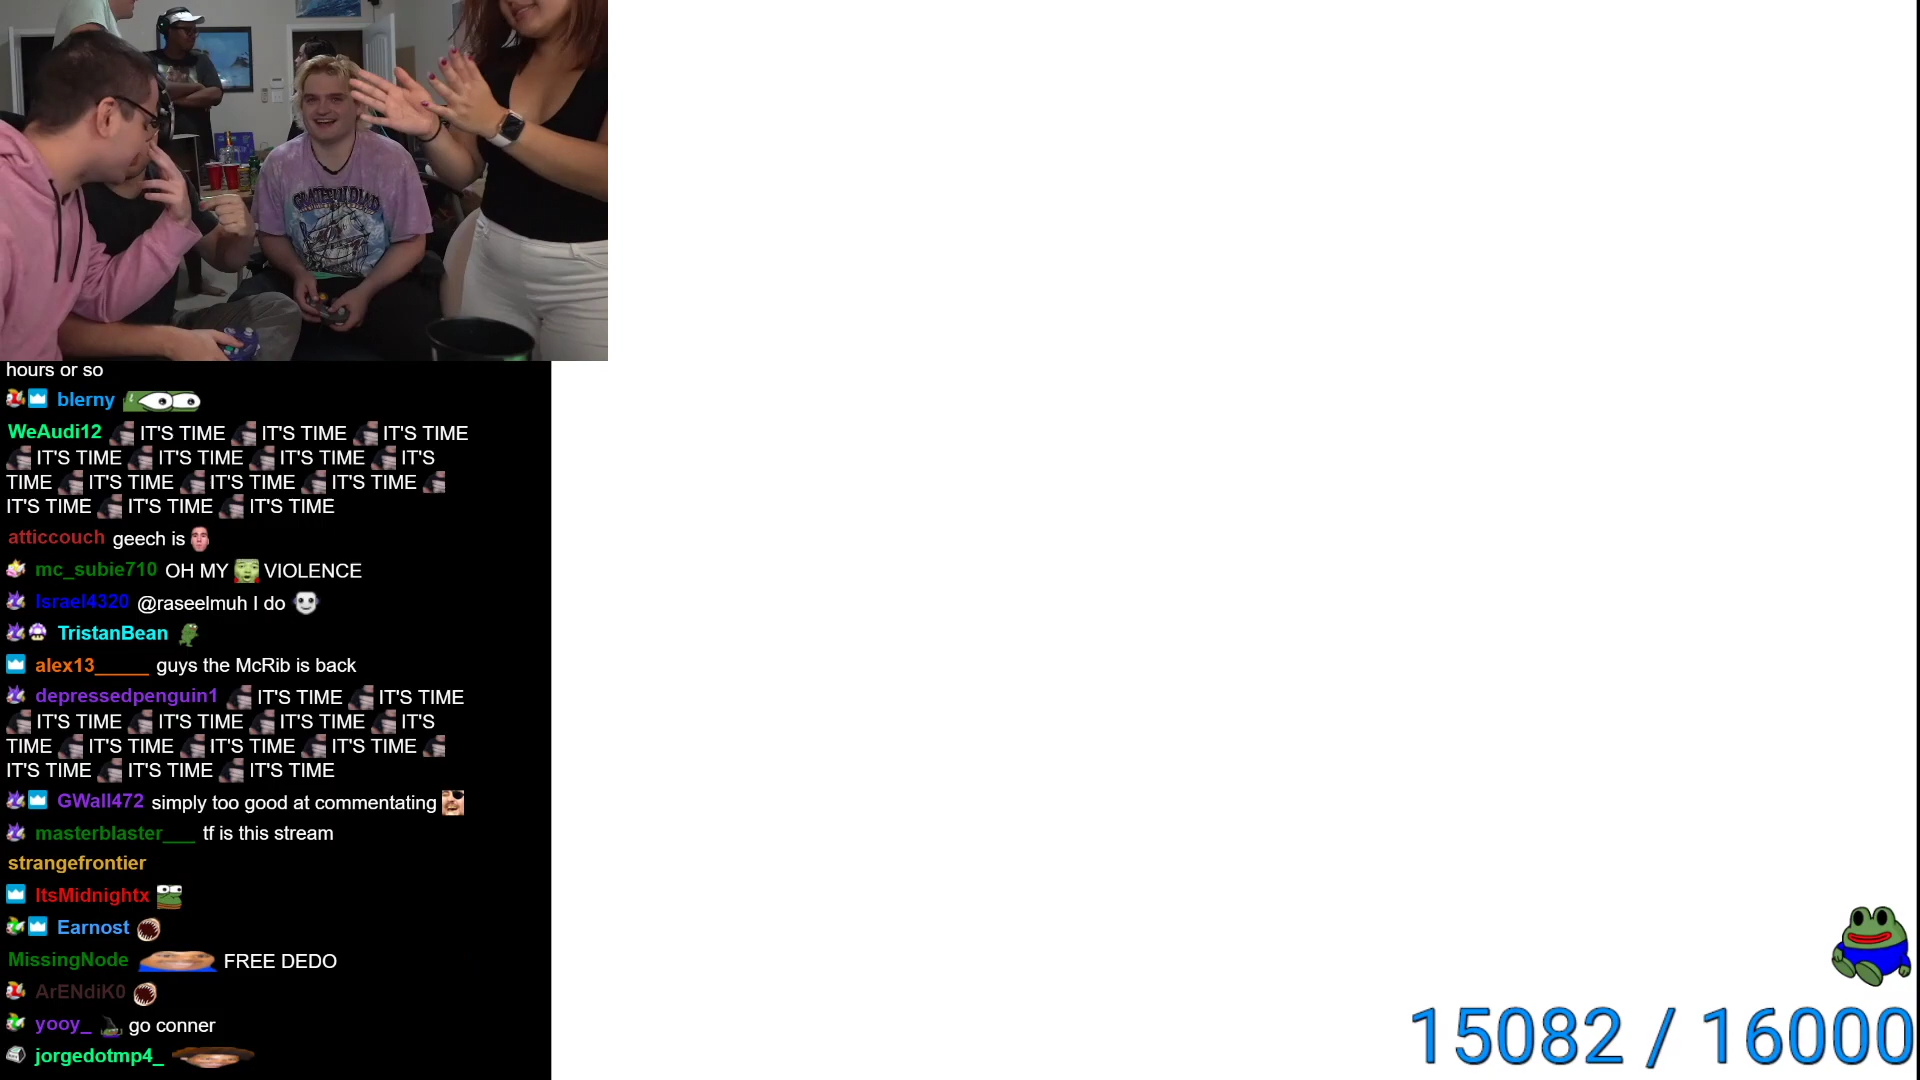 GRATEFUL DEAD
hours or so
blerny
WeAudi12 IT'S TIME IT'S TIME IT'S TIME
IT'S TIME IT'S TIME IT'S TIME IT'S
TIME IT'S TIME IT'S TIME IT'S TIME
IT'S TIME IT'S TIME IT'S TIME
atticcouch geech is
mc_subie710 OH MY VIOLENCE
Israel4320 @raseelmuh I do
TristanBean
alex13_____ guys the McRib is back
depressedpenguin1 IT'S TIME IT'S TIME
IT'S TIME IT'S TIME IT'S TIME IT'S
TIME IT'S TIME IT'S TIME IT'S TIME
IT'S TIME IT'S TIME IT'S TIME
GWall472 simply too good at commentating
masterblaster___ tf is this stream
strangefrontier
ItsMidnightx
Earnost
MissingNode FREE DEDO
ArENdiK0
yooy_ go conner
jorgedotmp4_
15082 / 16000